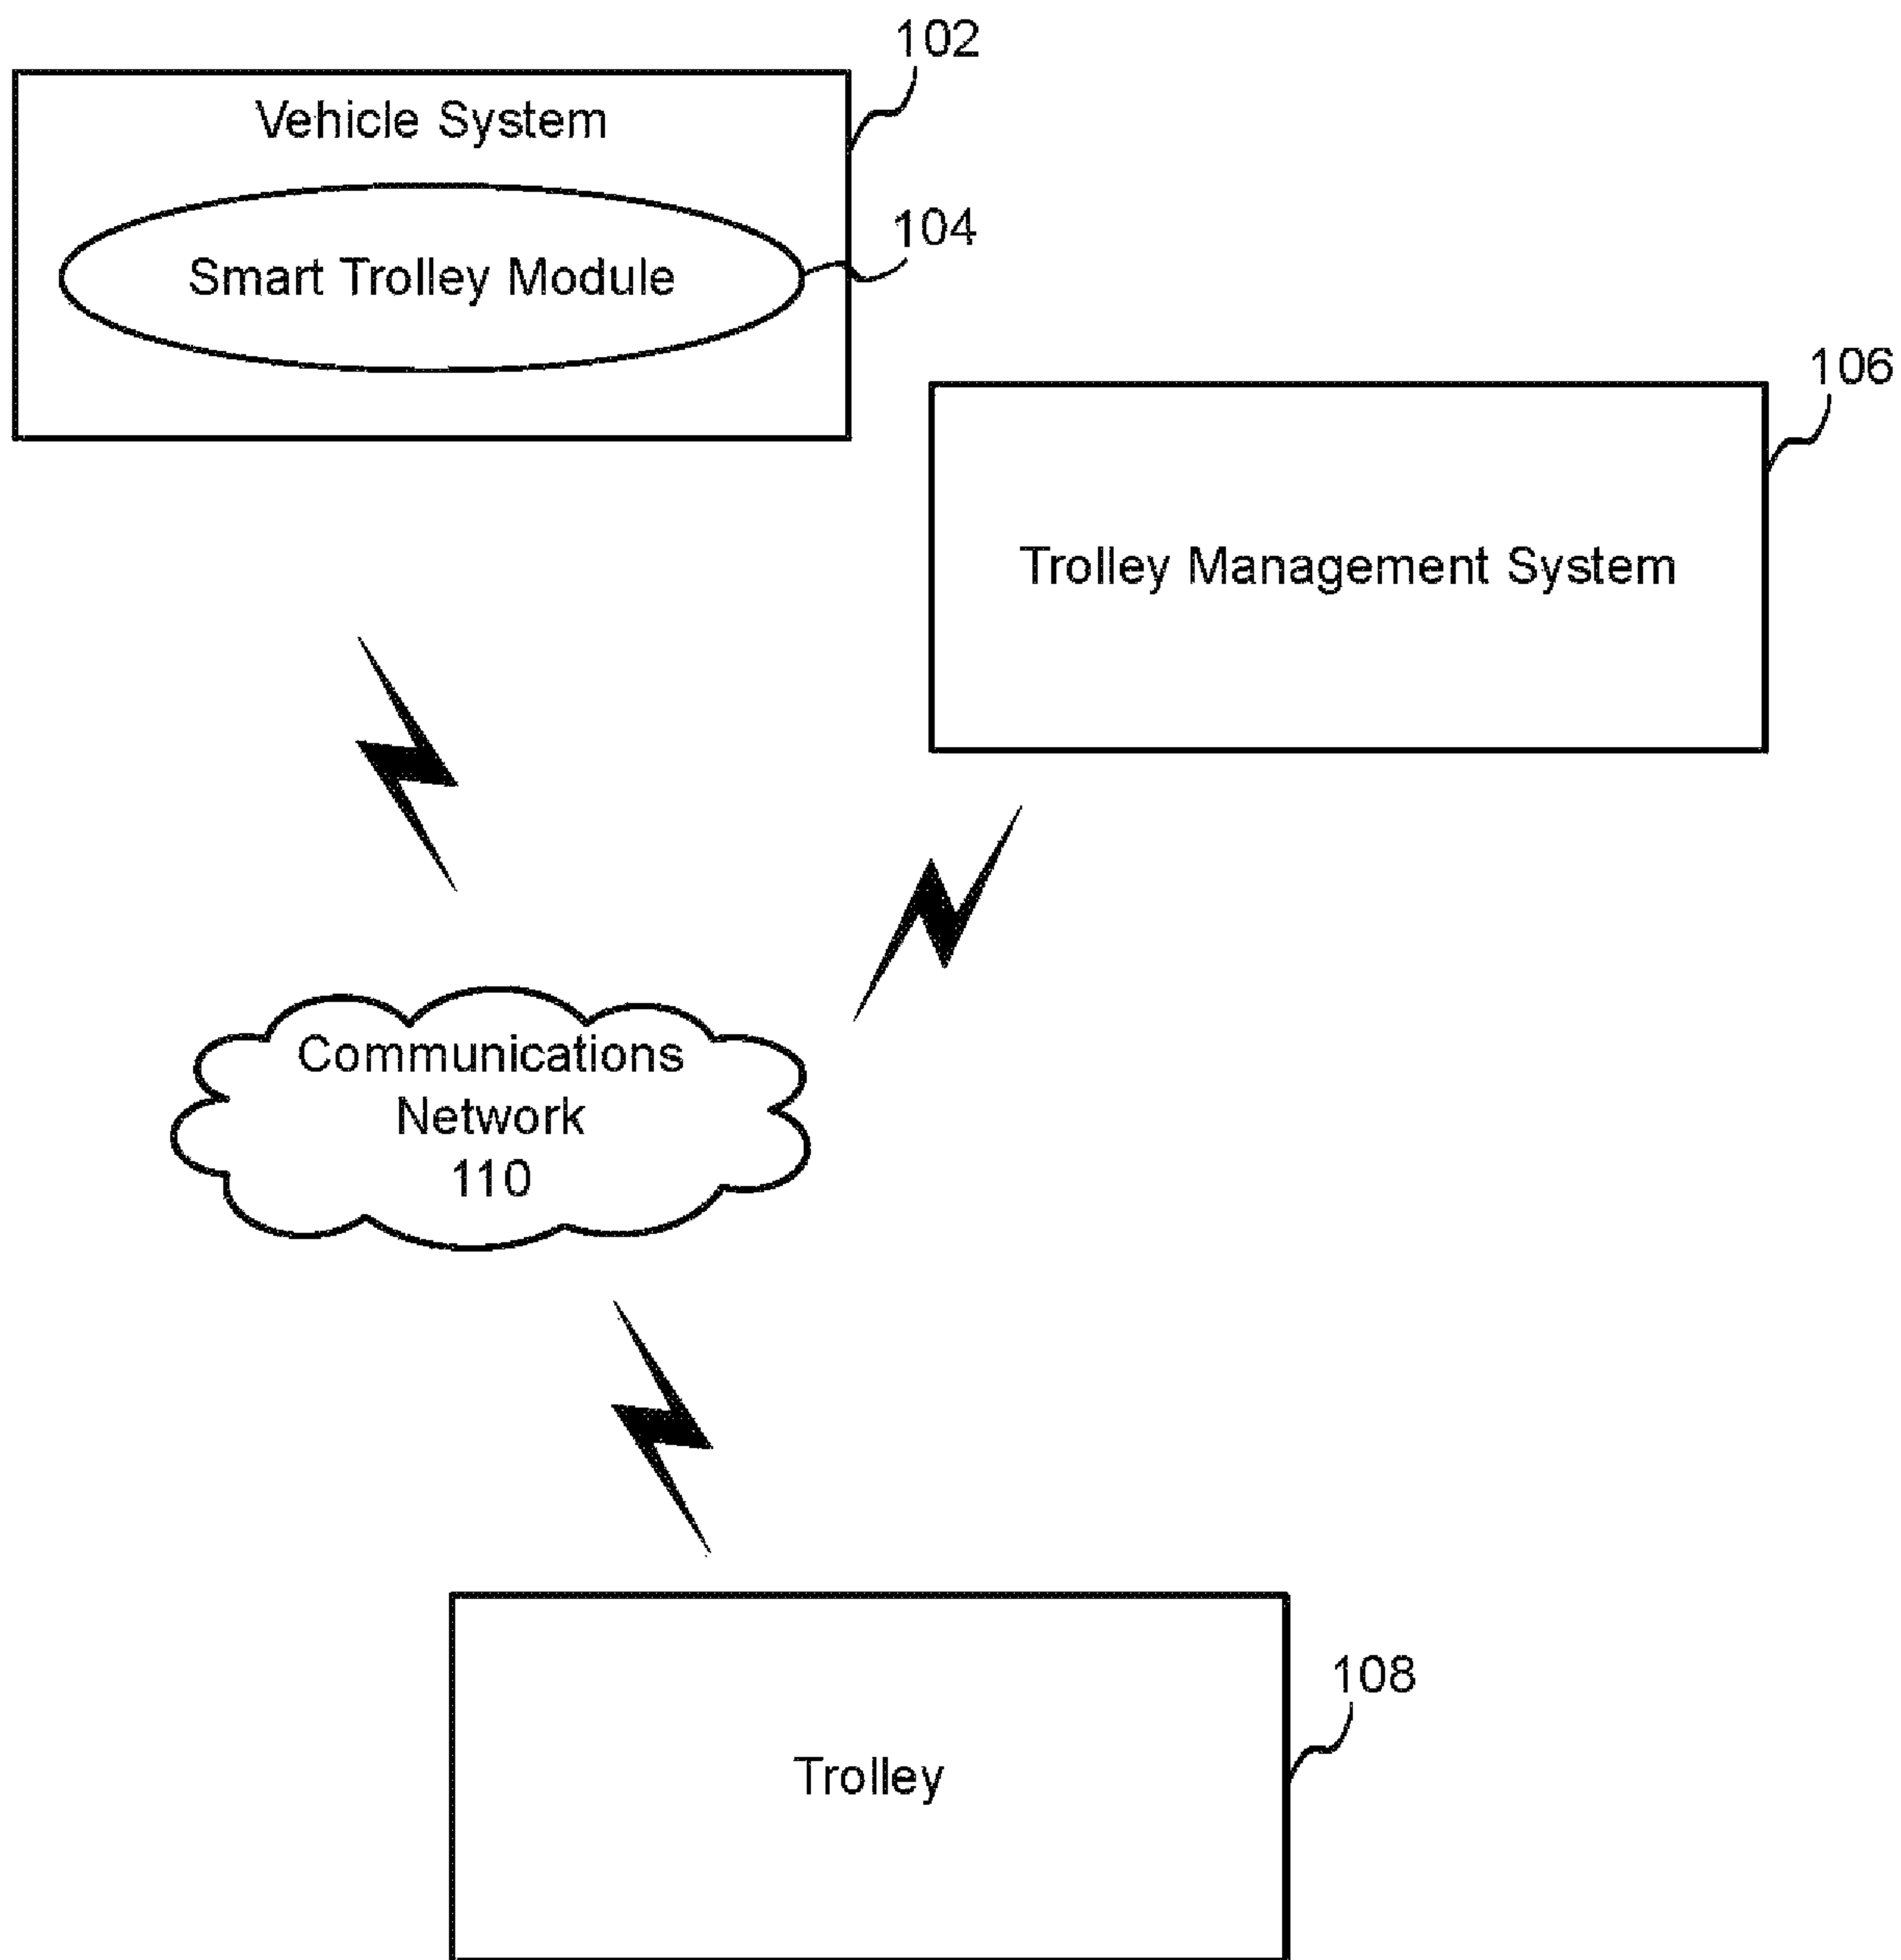 102
Vehicle System
104
Smart Trolley Module
106
Trolley Management System
Communications
Network
110
108
Trolley